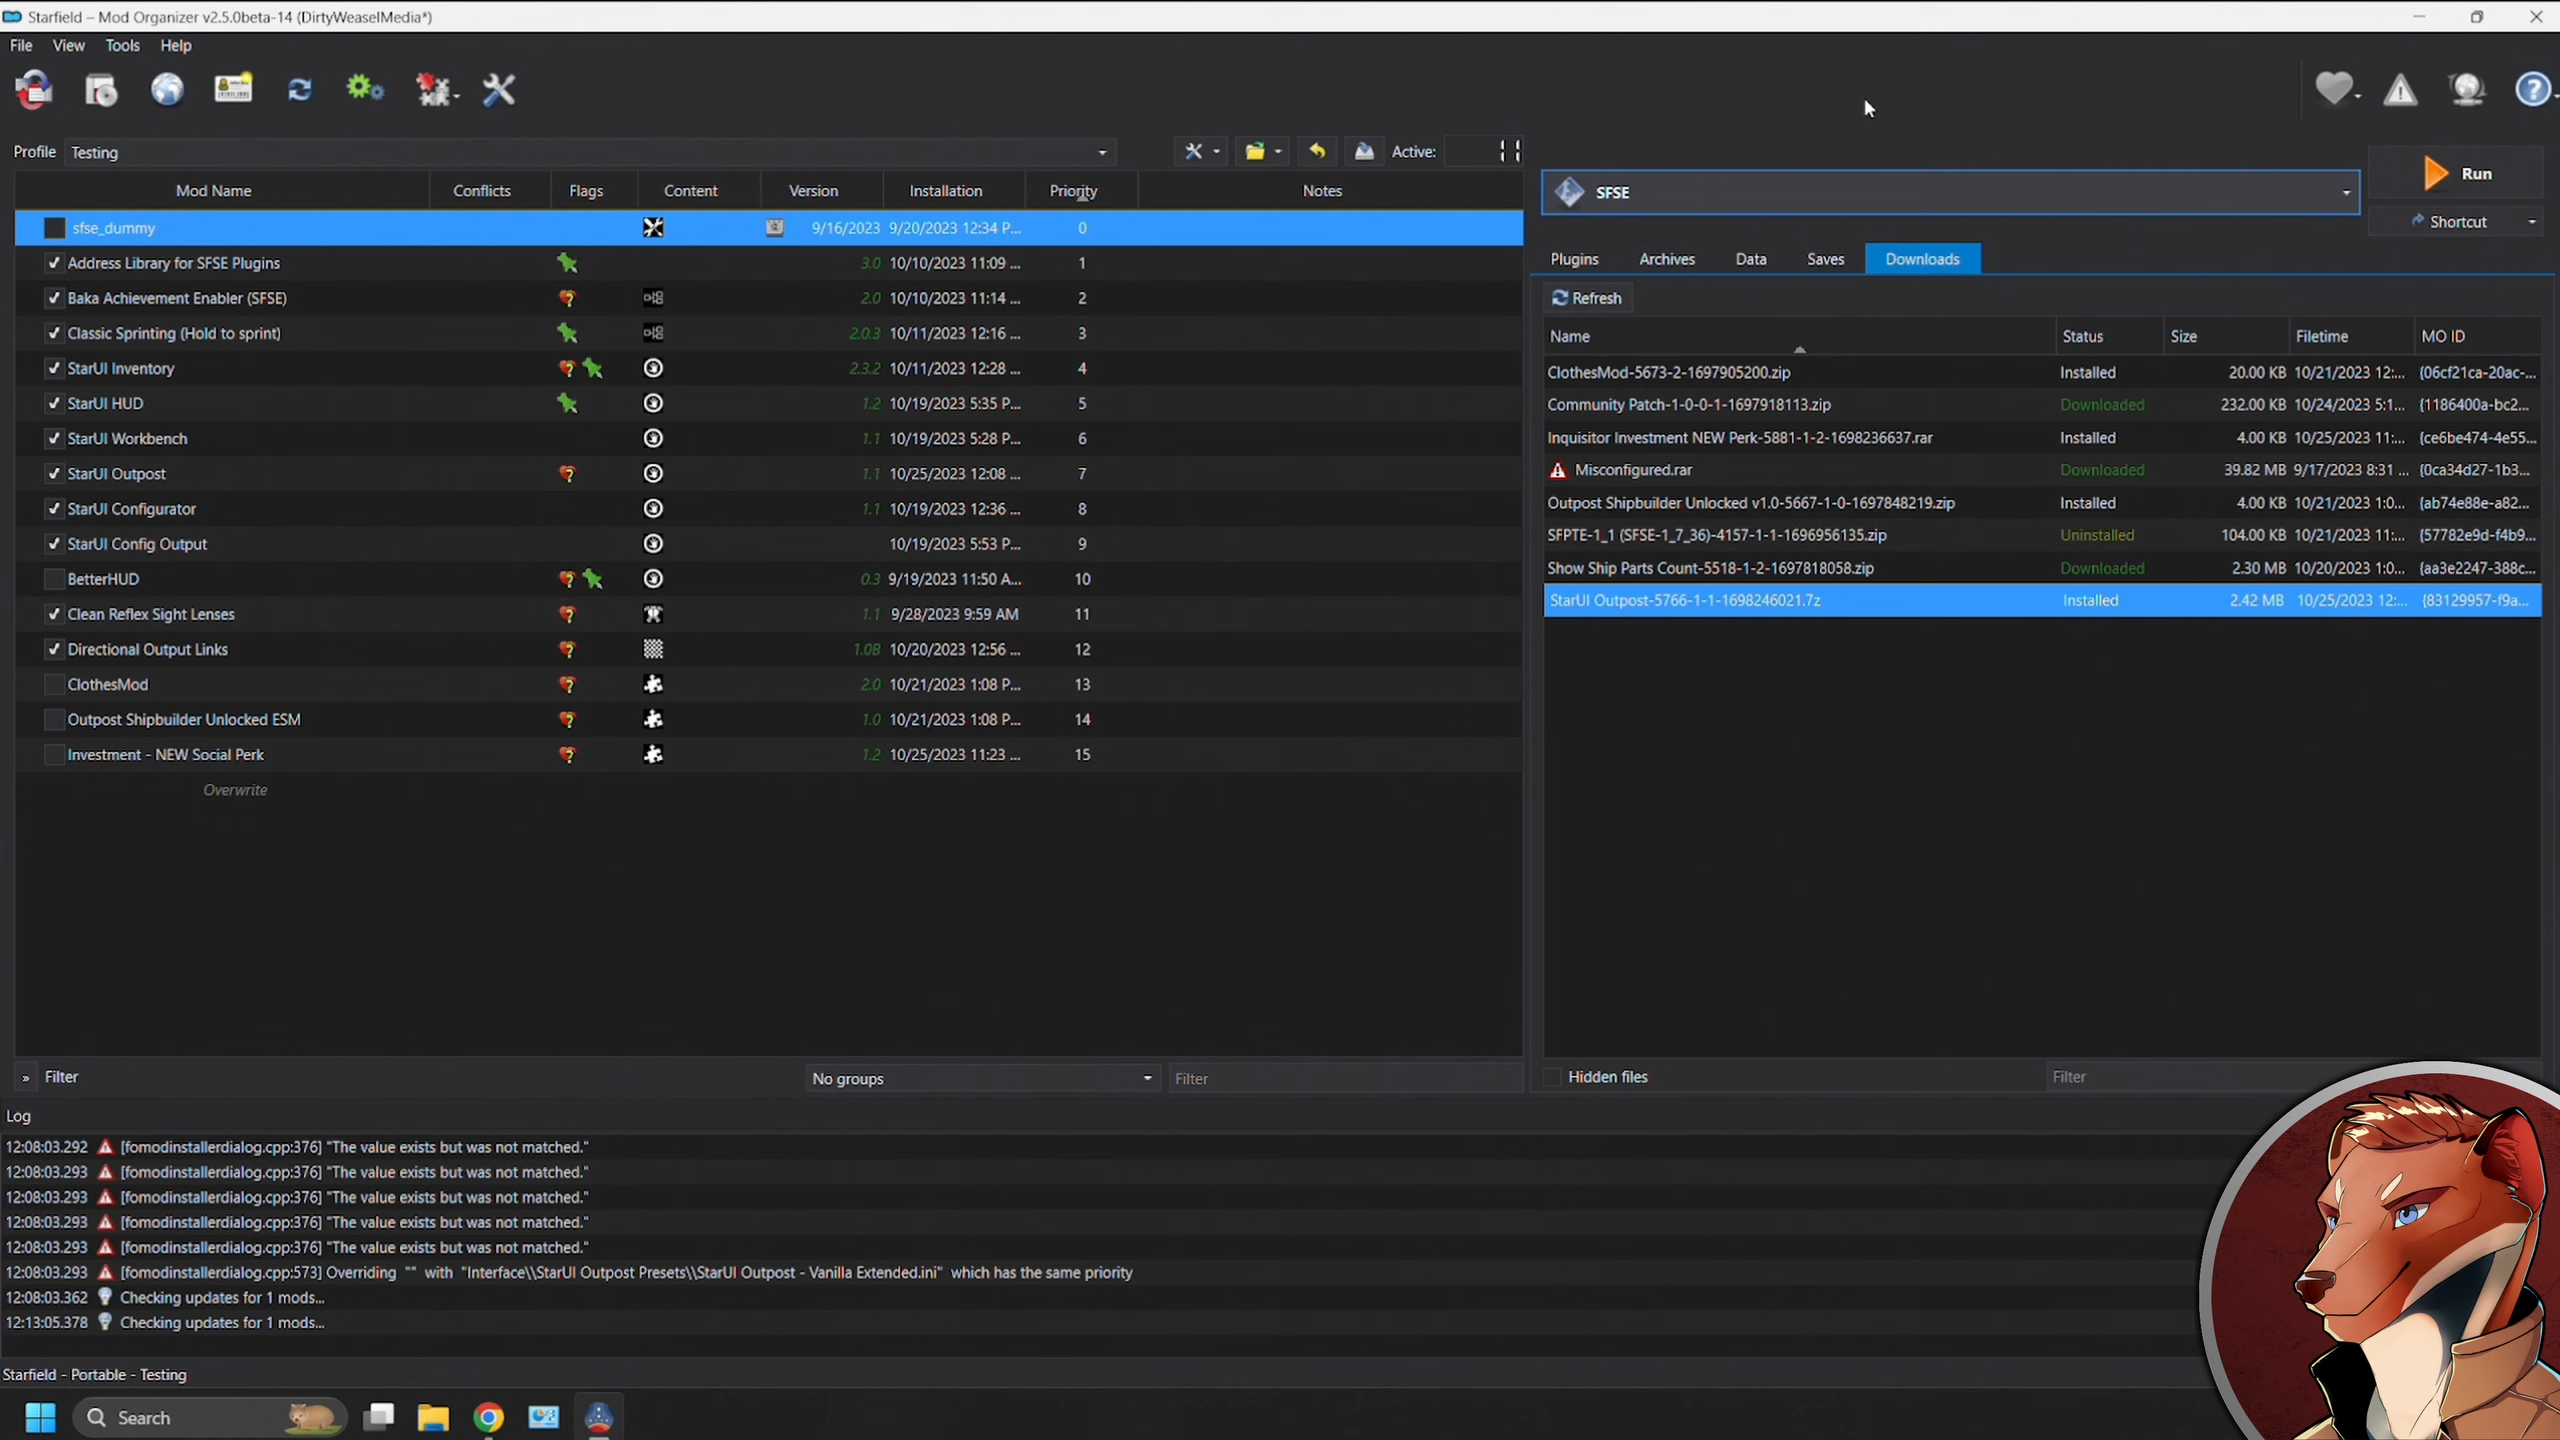 Starfield – Mod Organizer v2.5.0beta-14 (DirtyWeaselMedia*)
File View Tools Help
Profile Testing Active:
SFSE Run
Shortcut
Mod Name Conflicts Flags Content Version Installation Priority Notes
sfse_dummy 9/16/2023 9/20/2023 12:34 P... 0
Address Library for SFSE Plugins 3.0 10/10/2023 11:09 ... 1
Baka Achievement Enabler (SFSE) 2.0 10/10/2023 11:14 ... 2
Classic Sprinting (Hold to sprint) 2.0.3 10/11/2023 12:16 ... 3
StarUI Inventory 2.3.2 10/11/2023 12:28 ... 4
StarUI HUD 1.2 10/19/2023 5:35 P... 5
StarUI Workbench 1.1 10/19/2023 5:28 P... 6
StarUI Outpost 1.1 10/25/2023 12:08 ... 7
StarUI Configurator 1.1 10/19/2023 12:36 ... 8
StarUI Config Output 10/19/2023 5:53 P... 9
BetterHUD 0.3 9/19/2023 11:50 A... 10
Clean Reflex Sight Lenses 1.1 9/28/2023 9:59 AM 11
Directional Output Links 1.0B 10/20/2023 12:56 ... 12
ClothesMod 2.0 10/21/2023 1:08 P... 13
Outpost Shipbuilder Unlocked ESM 1.0 10/21/2023 1:08 P... 14
Investment - NEW Social Perk 1.2 10/25/2023 11:23 ... 15
Overwrite
» Filter No groups Filter
Plugins Archives Data Saves Downloads
Refresh
Name Status Size Filetime MO ID
ClothesMod-5673-2-1697905200.zip Installed 20.00 KB 10/21/2023 12:... {06cf21ca-20ac-...
Community Patch-1-0-0-1-1697918113.zip Downloaded 232.00 KB 10/24/2023 5:1... {1186400a-bc2...
Inquisitor Investment NEW Perk-5881-1-2-1698236637.rar Installed 4.00 KB 10/25/2023 11:... {ce6be474-4e55...
Misconfigured.rar Downloaded 39.82 MB 9/17/2023 8:31 ... {0ca34d27-1b3...
Outpost Shipbuilder Unlocked v1.0-5667-1-0-1697848219.zip Installed 4.00 KB 10/21/2023 1:0... {ab74e88e-a82...
SFPTE-1_1 (SFSE-1_7_36)-4157-1-1-1696956135.zip Uninstalled 104.00 KB 10/21/2023 11:... {57782e9d-f4b9...
Show Ship Parts Count-5518-1-2-1697818058.zip Downloaded 2.30 MB 10/20/2023 1:0... {aa3e2247-388c...
StarUI Outpost-5766-1-1-1698246021.7z Installed 2.42 MB 10/25/2023 12:... {83129957-f9a...
Hidden files Filter
Log
12:08:03.292 [fomodinstallerdialog.cpp:376] "The value exists but was not matched."
12:08:03.293 [fomodinstallerdialog.cpp:376] "The value exists but was not matched."
12:08:03.293 [fomodinstallerdialog.cpp:376] "The value exists but was not matched."
12:08:03.293 [fomodinstallerdialog.cpp:376] "The value exists but was not matched."
12:08:03.293 [fomodinstallerdialog.cpp:376] "The value exists but was not matched."
12:08:03.293 [fomodinstallerdialog.cpp:573] Overriding "" with "Interface\\StarUI Outpost Presets\\StarUI Outpost - Vanilla Extended.ini" which has the same priority
12:08:03.362 Checking updates for 1 mods...
12:13:05.378 Checking updates for 1 mods...
Starfield - Portable - Testing
Search